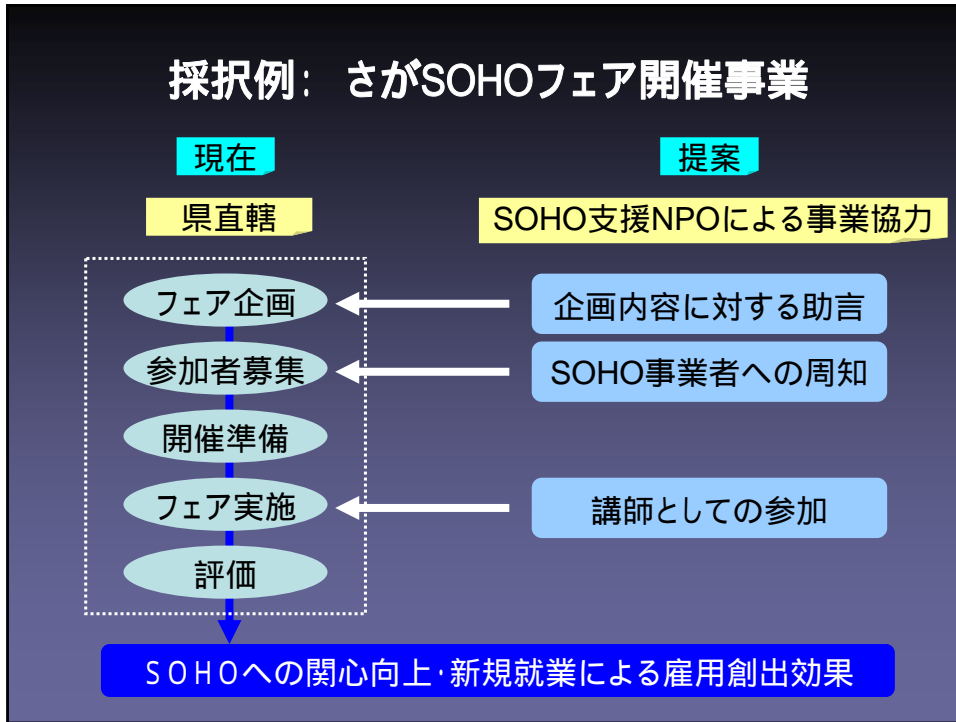 採択例: さがSOHOフェア開催事業
現在
提案
県直轄
SOHO支援NPOによる事業協力
フェア企画
企画内容に対する助言
参加者募集
SOHO事業者への周知
開催準備
フェア実施
講師としての参加
評価
ＳＯＨＯへの関心向上・新規就業による雇用創出効果